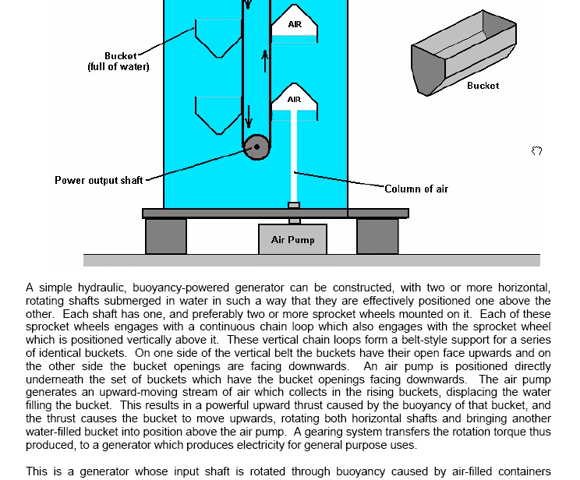 AIR
Bucket
(full of water)
Bucket
AIR
Power output shaft
Column of air
Air Pump
A simple hydraulic, buoyancy-powered generator can be constructed, with two or more horizontal,
rotating shafts submerged in water in such a way that they are effectively positioned one above the
other. Each shaft has one, and preferably two or more sprocket wheels mounted on it. Each of these
sprocket wheels engages with a continuous chain loop which also engages with the sprocket wheel
which is positioned vertically above it. These vertical chain loops form a belt-style support for a series
of identical buckets. On one side of the vertical belt the buckets have their open face upwards and on
the other side the bucket openings are facing downwards. An air pump is positioned directly
underneath the set of buckets which have the bucket openings facing downwards. The air pump
generates an upward-moving stream of air which collects in the rising buckets, displacing the water
filling the bucket. This results in a powerful upward thrust caused by the buoyancy of that bucket, and
the thrust causes the bucket to move upwards, rotating both horizontal shafts and bringing another
water-filled bucket into position above the air pump. A gearing system transfers the rotation torque thus
produced, to a generator which produces electricity for general purpose uses.
This is a generator whose input shaft is rotated through buoyancy caused by air-filled containers